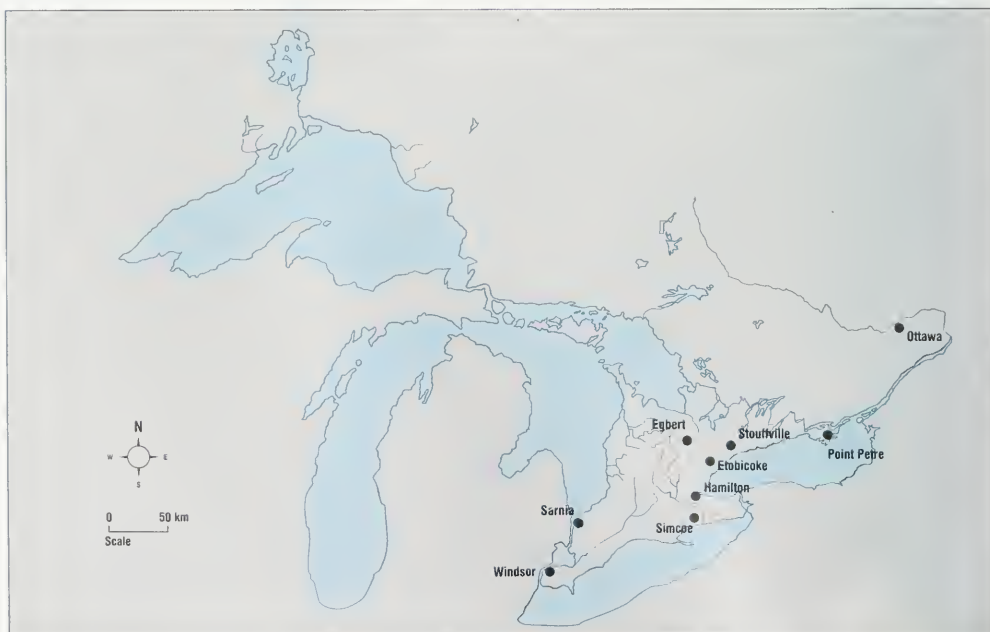 Ottawa
Egbert
Stouffville
Point Petre
Etobicoke
N
W
E
S
Hamilton
0 50 km
Scale
Sarnia
Simcoe
Windsor